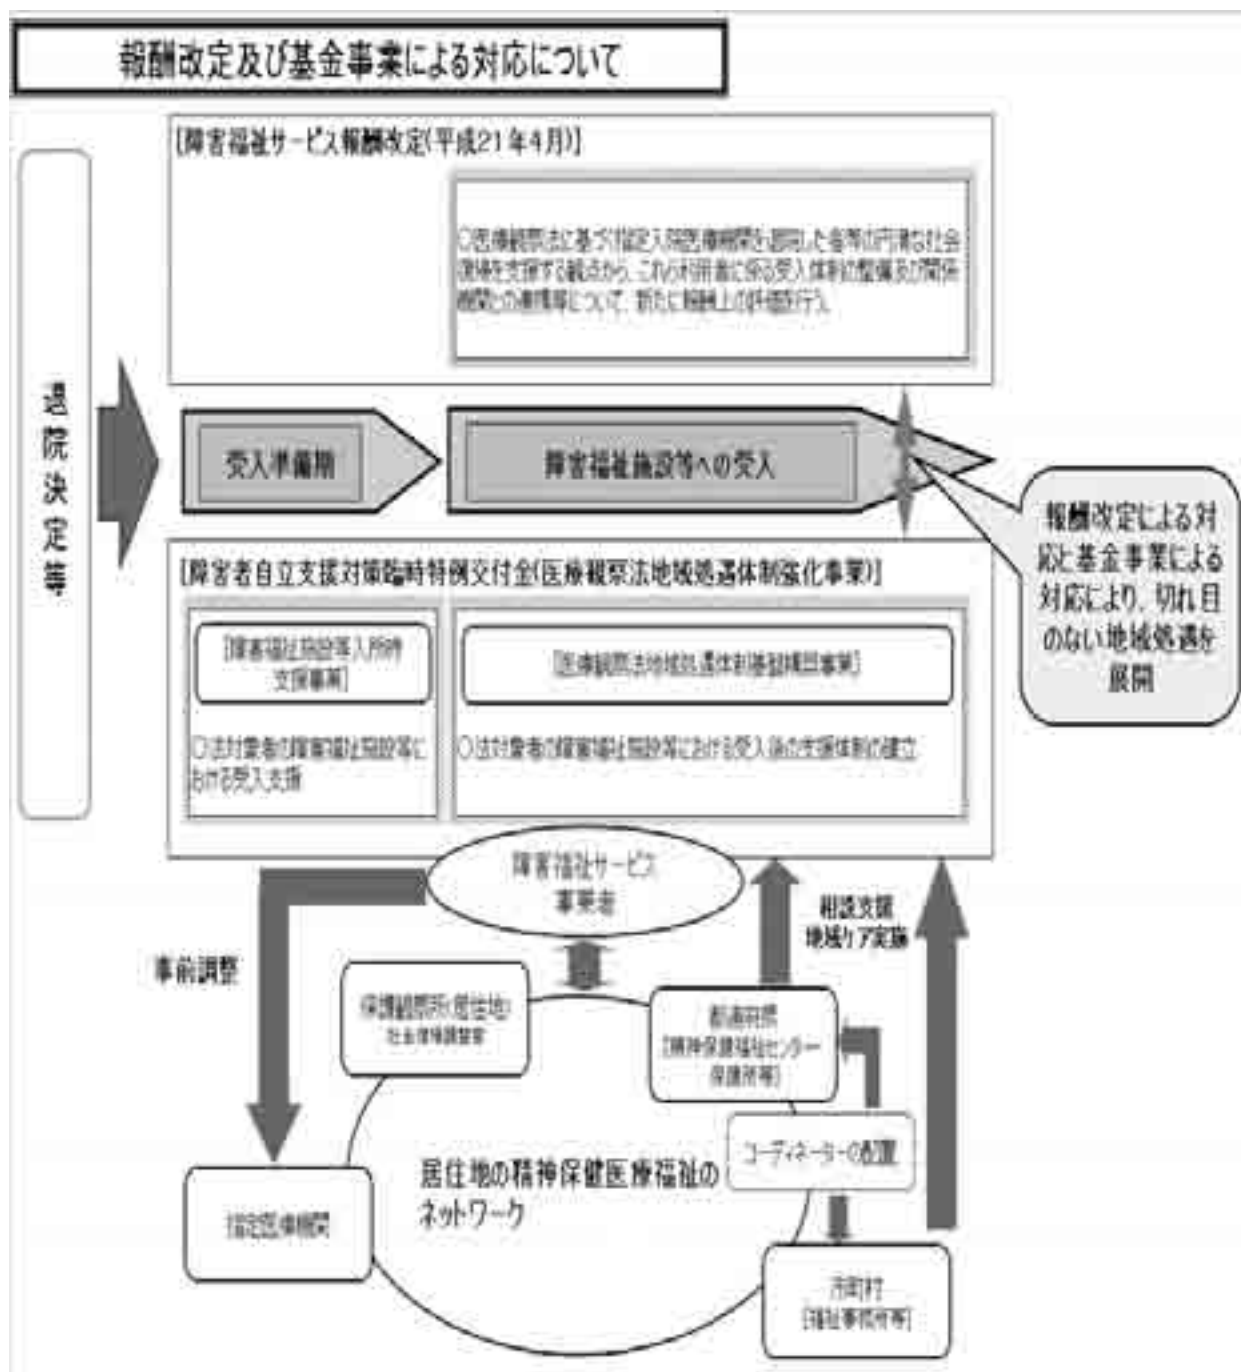 報酬改定及び基金事業による対応について
[障害福祉サービス報酬改定(平成21年4月)]
○医療観察法に基づく指定入院医療機関を退院した者等の円滑な社会
復帰を支援する観点から、これら利用者に係る受入体制の整備及び関係
機関との連携等について、新たに報酬上の評価を行う。
退院決定等
受入準備期
障害福祉施設等への受入
報酬改定による対
応と基金事業による
対応により、切れ目
のない地域処遇を
展開
[障害者自立支援対策臨時特例交付金(医療観察法地域処遇体制強化事業)]
[障害福祉施設等入所時
支援事業]
[医療観察法地域処遇体制基盤構築事業]
○法対象者の障害福祉施設等に
おける受入支援
○法対象者の障害福祉施設等における受入後の支援体制の確立
障害福祉サービス
事業者
相談支援
地域ケア実施
事前調整
保護観察所(居住地)
社会復帰調整官
都道府県
[精神保健福祉センター
保健所等]
コーディネーターの配置
居住地の精神保健医療福祉の
ネットワーク
指定医療機関
市町村
[福祉事務所等]